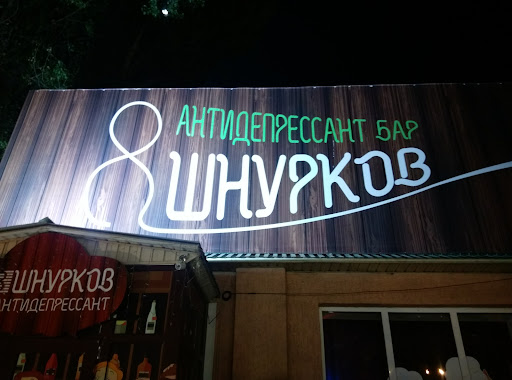 АНТИДЕПРЕССАНТ БАР
8 ШНУРКОВ
ШНУРКОВ
АНТИДЕПРЕССАНТ